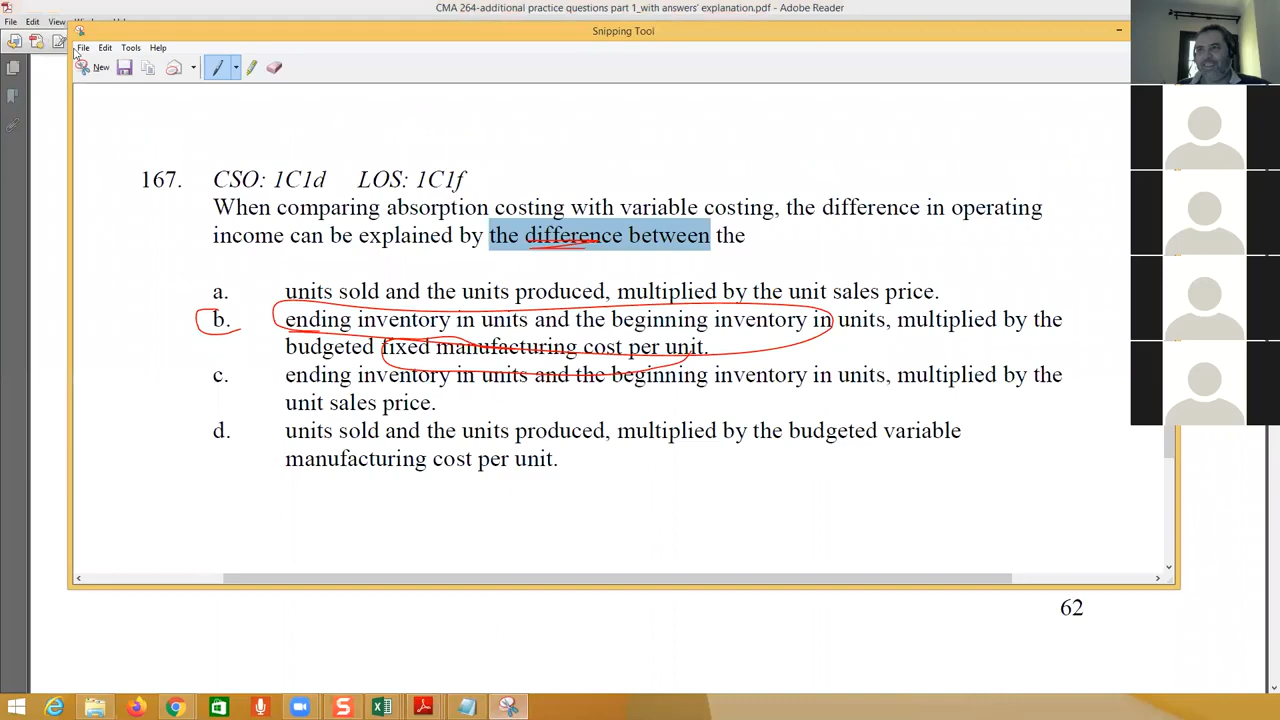 CMA 264-additional practice questions part 1_with answers' explanation.pdf - Adobe Reader
File Edit View
Snipping Tool
File Edit Tools Help
New
167. CSO: 1C1d LOS: 1C1f
When comparing absorption costing with variable costing, the difference in operating
income can be explained by the difference between the
a. units sold and the units produced, multiplied by the unit sales price.
b. ending inventory in units and the beginning inventory in units, multiplied by the
budgeted fixed manufacturing cost per unit.
c. ending inventory in units and the beginning inventory in units, multiplied by the
unit sales price.
d. units sold and the units produced, multiplied by the budgeted variable
manufacturing cost per unit.
62